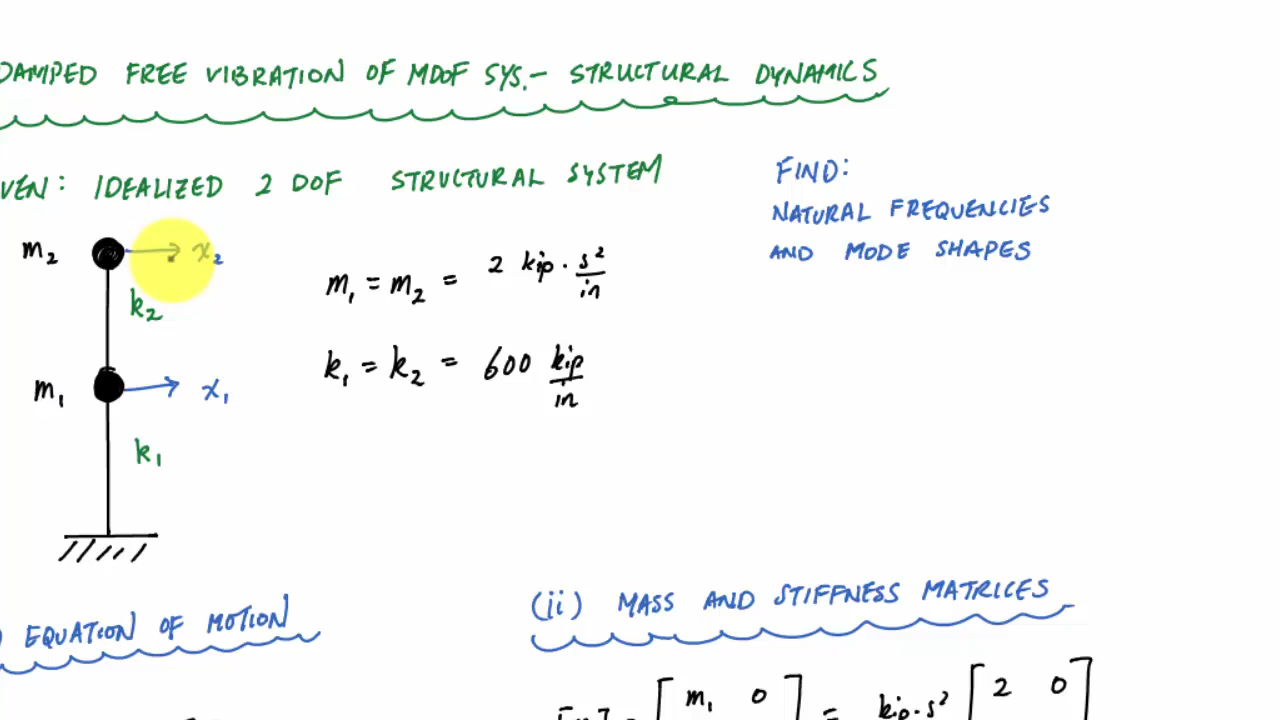 DAMPED FREE VIBRATION OF MDOF SYS. - STRUCTURAL DYNAMICS
VEN: IDEALIZED 2 DOF STRUCTURAL SYSTEM
FIND:
NATURAL FREQUENCIES
AND MODE SHAPES
m₂ x₂
k₂
m₁ = m₂ = 2 kip · s²/in
k₁ = k₂ = 600 kip/in
m₁ x₁
k₁
) EQUATION OF MOTION
(ii) MASS AND STIFFNESS MATRICES
[m₁ 0] = kip·s² [2 0]